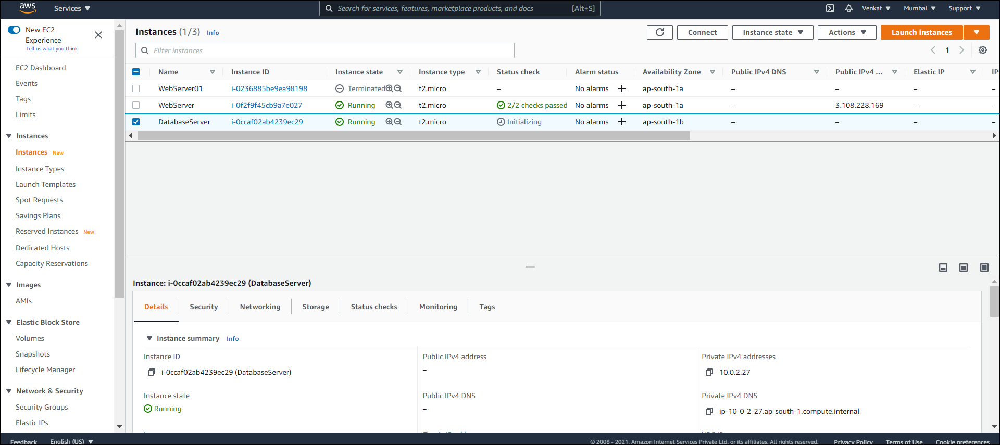 aws
Services
Search for services, features, marketplace products, and docs [Alt+S]
Venkat Mumbai Support
New EC2
Experience
Tell us what you think
EC2 Dashboard
Events
Tags
Limits
Instances
Instances New
Instance Types
Launch Templates
Spot Requests
Savings Plans
Reserved Instances New
Dedicated Hosts
Capacity Reservations
Images
AMIs
Elastic Block Store
Volumes
Snapshots
Lifecycle Manager
Network & Security
Security Groups
Elastic IPs
Instances (1/3) Info
Connect Instance state Actions Launch instances
Filter instances
1
Name Instance ID Instance state Instance type Status check Alarm status Availability Zone Public IPv4 DNS Public IPv4 ... Elastic IP IP
WebServer01 i-0236885be9ea98198 Terminated t2.micro – No alarms + ap-south-1a – – – –
WebServer i-0f2f9f45cb9a7e027 Running t2.micro 2/2 checks passed No alarms + ap-south-1a – 3.108.228.169 – –
DatabaseServer i-0ccaf02ab4239ec29 Running t2.micro Initializing No alarms + ap-south-1b – – – –
Instance: i-0ccaf02ab4239ec29 (DatabaseServer)
Details Security Networking Storage Status checks Monitoring Tags
Instance summary Info
Instance ID Public IPv4 address Private IPv4 addresses
i-0ccaf02ab4239ec29 (DatabaseServer) – 10.0.2.27
Instance state Public IPv4 DNS Private IPv4 DNS
Running – ip-10-0-2-27.ap-south-1.compute.internal
Feedback English (US) © 2008 - 2021, Amazon Internet Services Private Ltd. or its affiliates. All rights reserved. Privacy Policy Terms of Use Cookie preferences